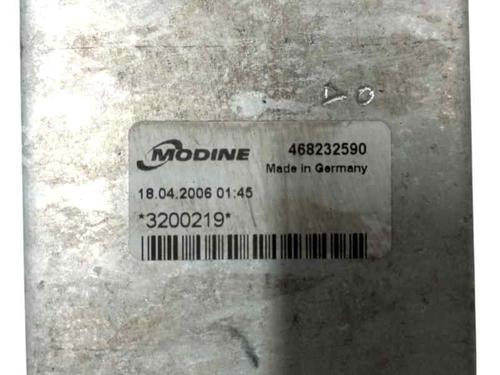 MODINE 468232590
Made in Germany
18.04.2006 01:45
*3200219*